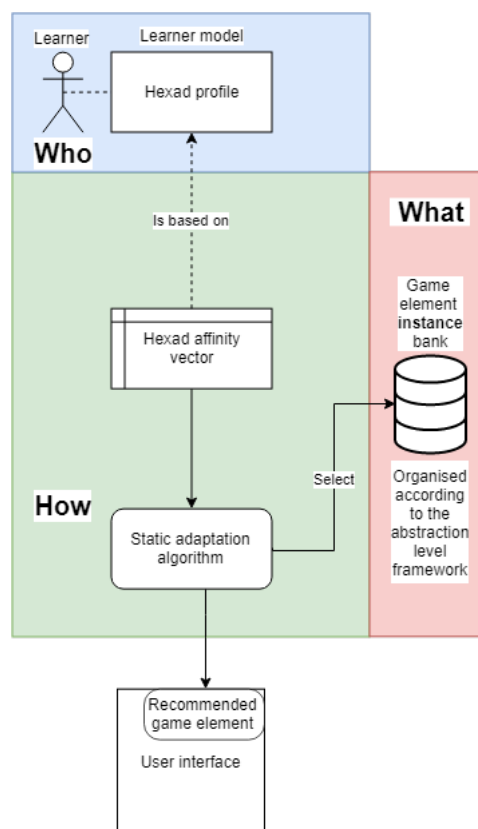 Learner
Learner model
Hexad profile
Who
Is based on
What
Game
element
instance
bank
Hexad affinity
vector
Select
Organised
according
to the
abstraction
level
framework
How
Static adaptation
algorithm
Recommended
game element
User interface